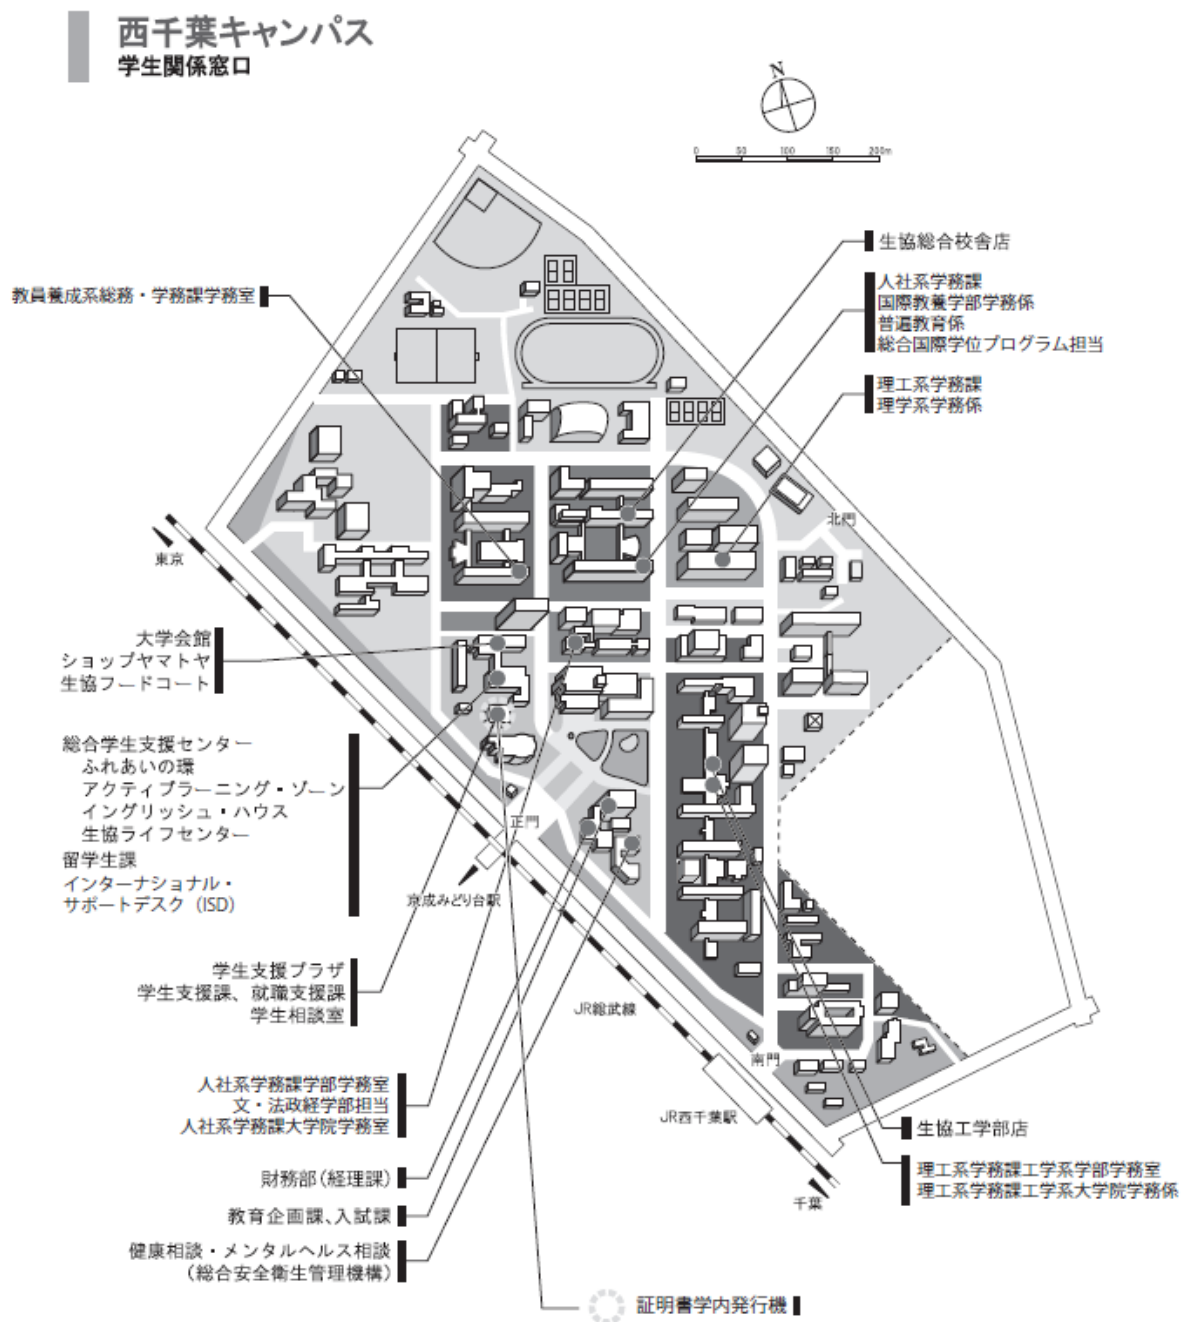 西千葉キャンパス
学生関係窓口
N
0 50 100 150 200m
生協総合校舎店
人社系学務課
国際教養学部学務係
普遍教育係
総合国際学位プログラム担当
教員養成系総務・学務課学務室
理工系学務課
理学系学務係
北門
東京
大学会館
ショップヤマトヤ
生協フードコート
総合学生支援センター
ふれあいの環
アクティブラーニング・ゾーン
イングリッシュ・ハウス
生協ライフセンター
留学生課
インターナショナル・
サポートデスク（ISD）
正門
京成みどり台駅
学生支援プラザ
学生支援課、就職支援課
学生相談室
JR総武線
南門
人社系学務課学部学務室
文・法政経学部担当
人社系学務課大学院学務室
JR西千葉駅
生協工学部店
財務部（経理課）
理工系学務課工学系学部学務室
理工系学務課工学系大学院学務係
千葉
教育企画課、入試課
健康相談・メンタルヘルス相談
（総合安全衛生管理機構）
証明書学内発行機